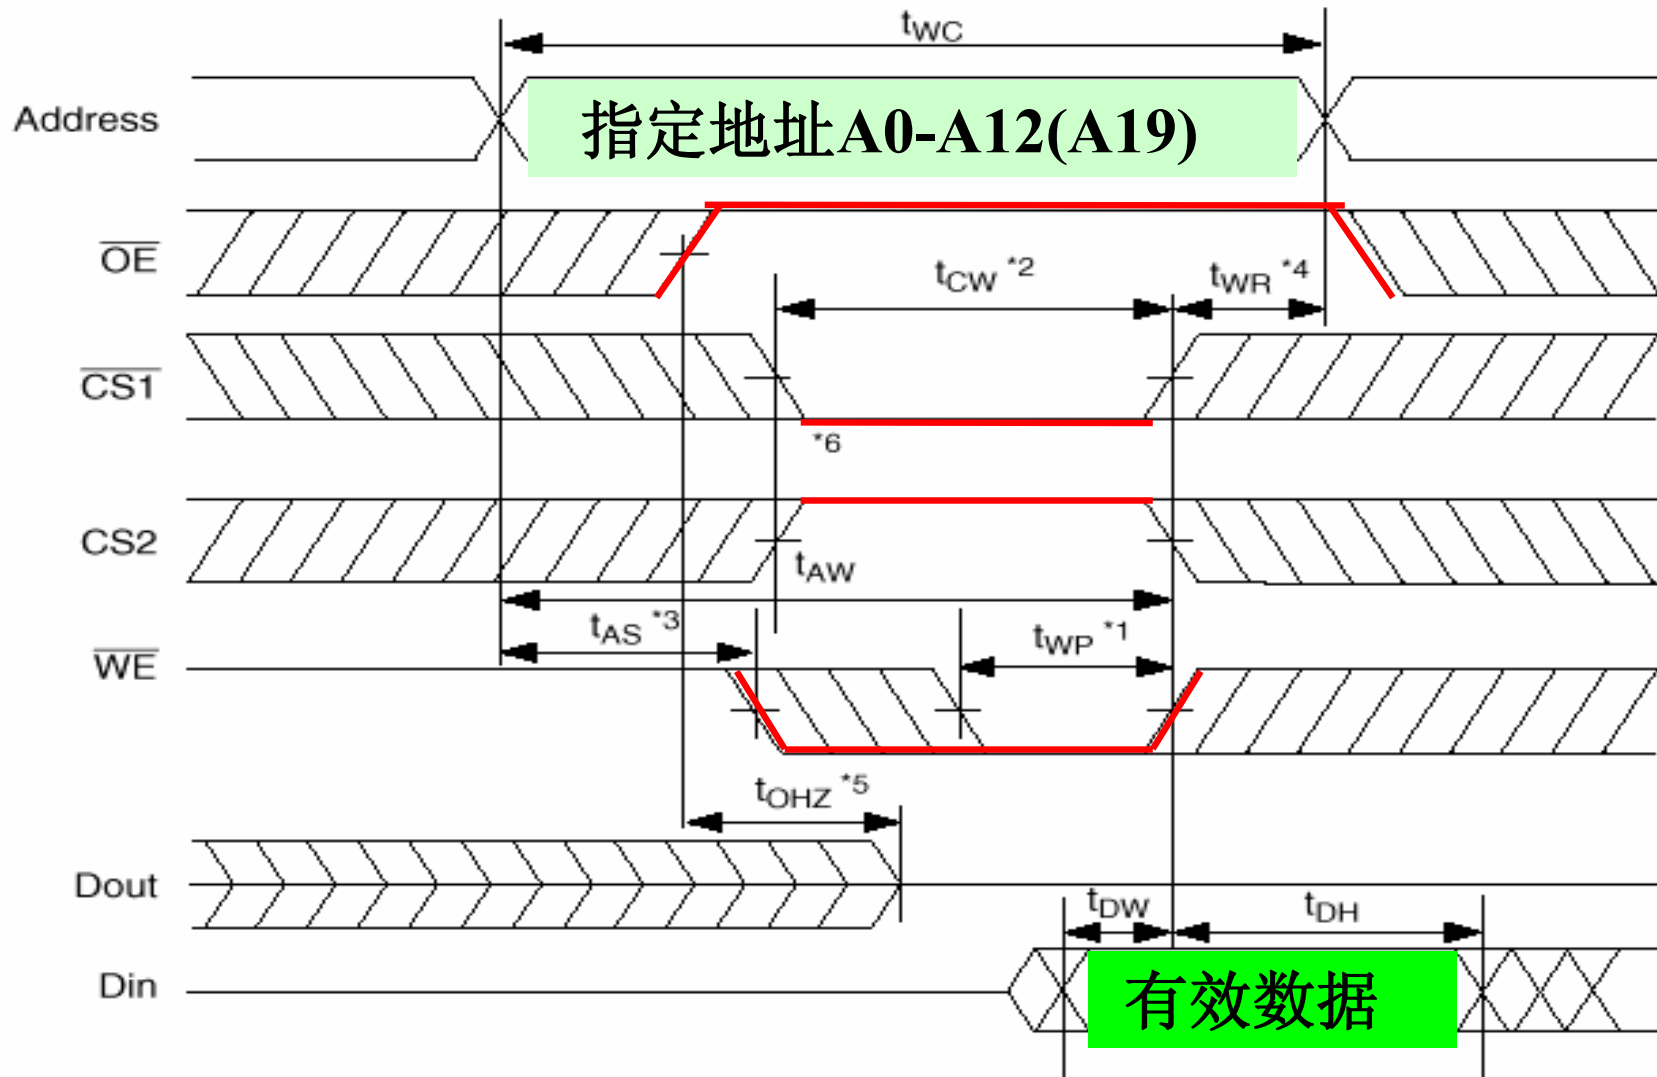 tWC
Address
指定地址A0-A12(A19)
OE
tCW *2
tWR *4
CS1
*6
CS2
tAW
tAS *3
tWP *1
WE
tOHZ *5
Dout
tDW
tDH
Din
有效数据